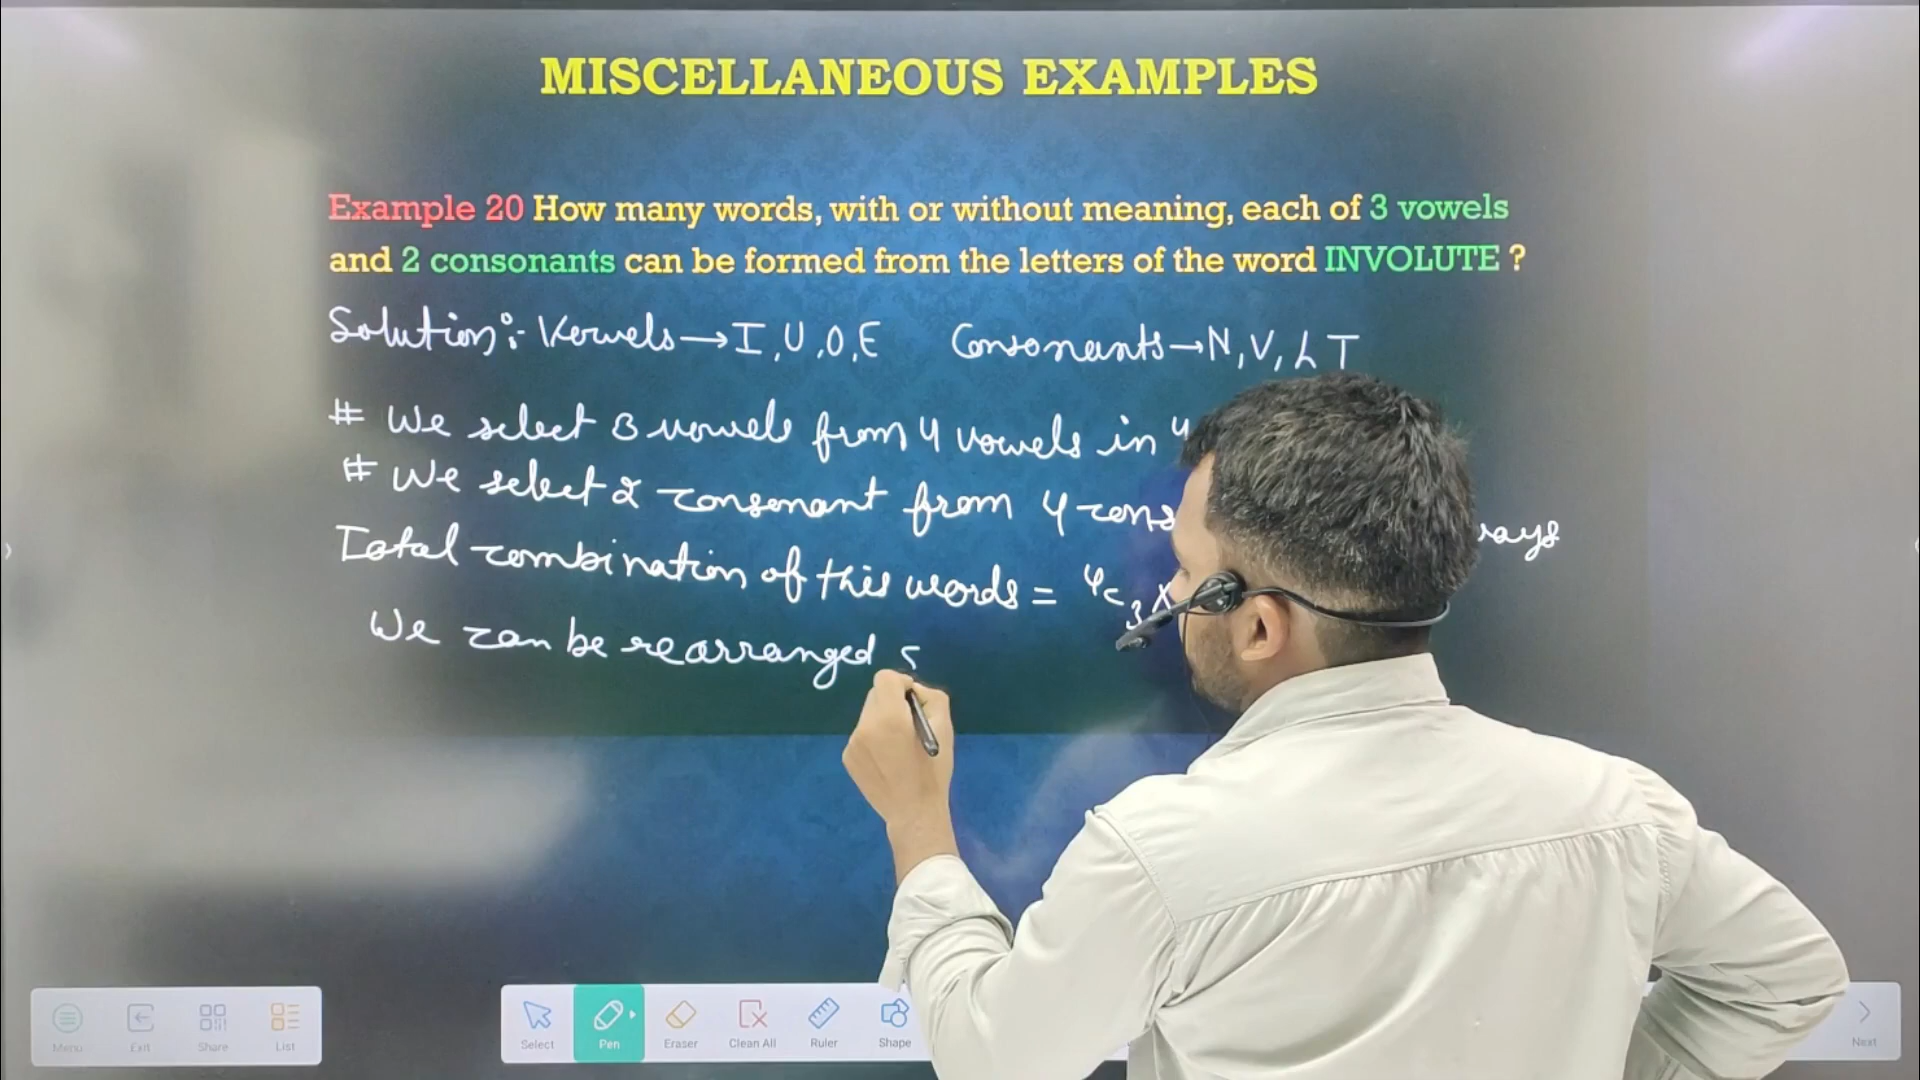 MISCELLANEOUS EXAMPLES
Example 20 How many words, with or without meaning, each of 3 vowels
and 2 consonants can be formed from the letters of the word INVOLUTE ?
Solution:- Vowels → I, U, O, E Consonants → N, V, L T
# We select 3 vowels from 4 vowels in 4
# We select 2 consonant from 4 cons ways
Total combination of this words = 4c3 x
We can be rearranged 5
Menu Exit Share List Select Pen Eraser Clean All Ruler Shape Next